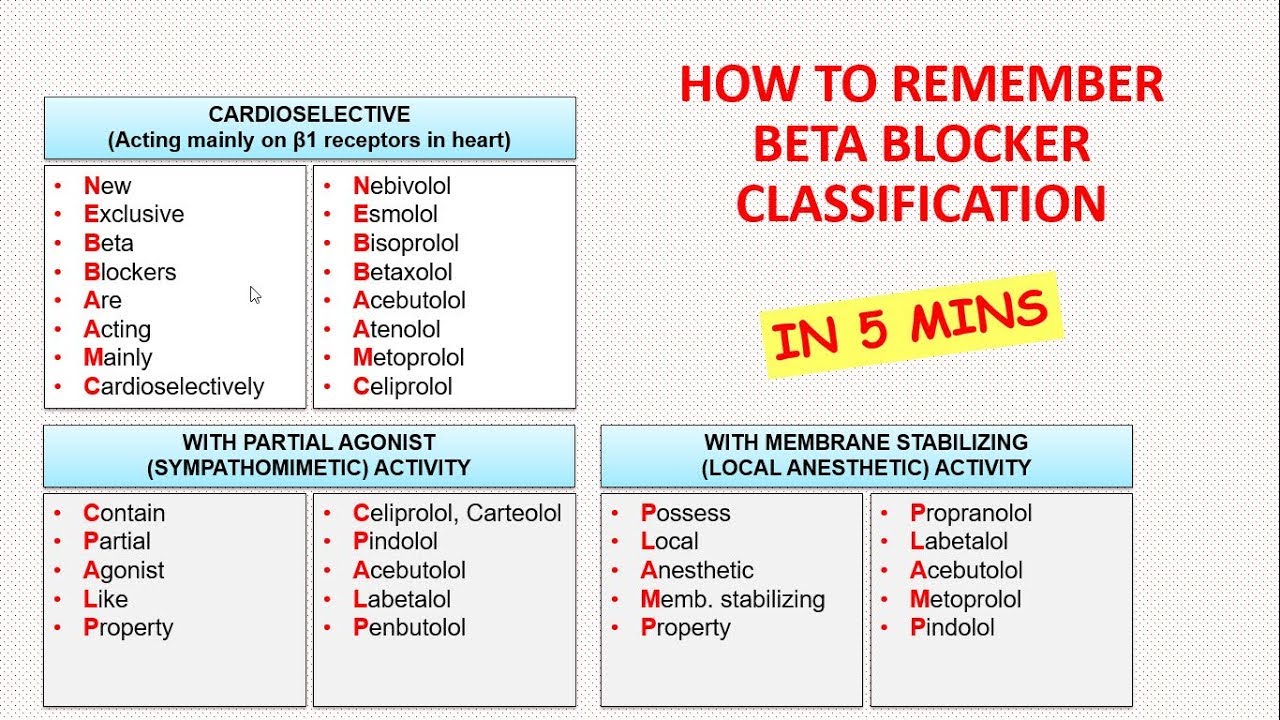 HOW TO REMEMBER
BETA BLOCKER
CLASSIFICATION
IN 5 MINS
CARDIOSELECTIVE
(Acting mainly on β1 receptors in heart)
• New
• Exclusive
• Beta
• Blockers
• Are
• Acting
• Mainly
• Cardioselectively
• Nebivolol
• Esmolol
• Bisoprolol
• Betaxolol
• Acebutolol
• Atenolol
• Metoprolol
• Celiprolol
WITH PARTIAL AGONIST
(SYMPATHOMIMETIC) ACTIVITY
• Contain
• Partial
• Agonist
• Like
• Property
• Celiprolol, Carteolol
• Pindolol
• Acebutolol
• Labetalol
• Penbutolol
WITH MEMBRANE STABILIZING
(LOCAL ANESTHETIC) ACTIVITY
• Possess
• Local
• Anesthetic
• Memb. stabilizing
• Property
• Propranolol
• Labetalol
• Acebutolol
• Metoprolol
• Pindolol